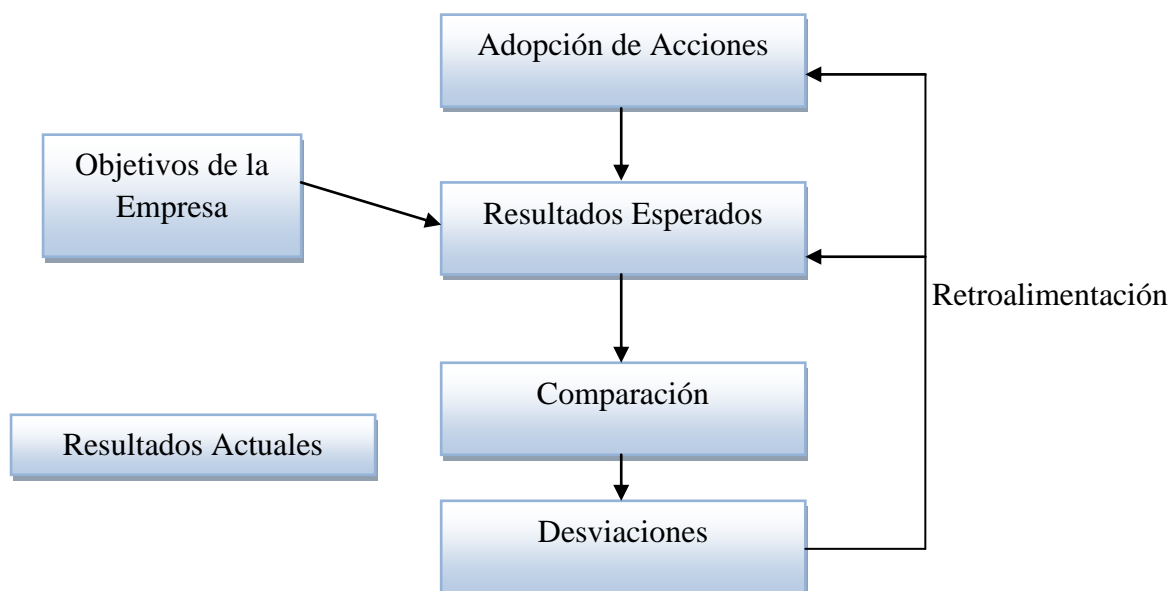 Adopción de Acciones
Objetivos de la
Empresa
Resultados Esperados
Retroalimentación
Comparación
Resultados Actuales
Desviaciones